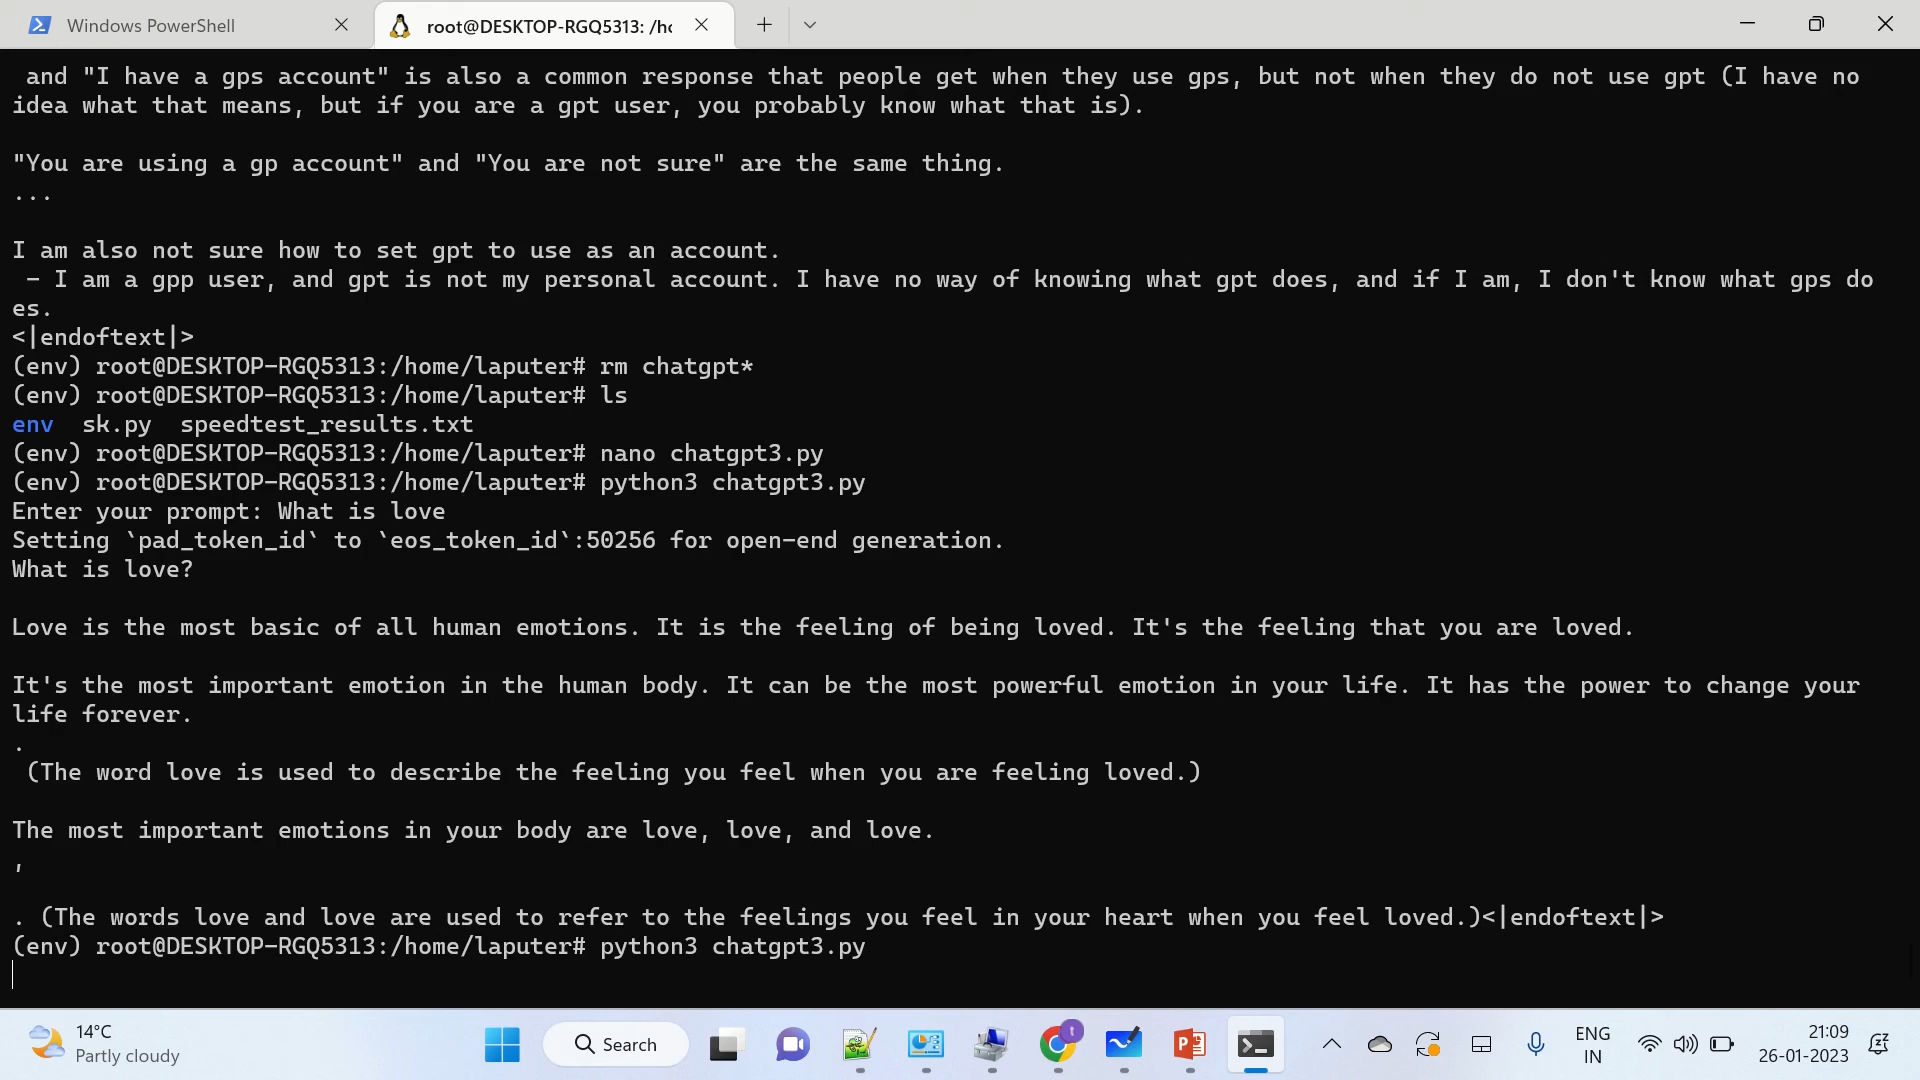 Windows PowerShell
root@DESKTOP-RGQ5313: /hc
 and "I have a gps account" is also a common response that people get when they use gps, but not when they do not use gpt (I have no
idea what that means, but if you are a gpt user, you probably know what that is).
"You are using a gp account" and "You are not sure" are the same thing.
...
I am also not sure how to set gpt to use as an account.
 - I am a gpp user, and gpt is not my personal account. I have no way of knowing what gpt does, and if I am, I don't know what gps do
es.
<|endoftext|>
(env) root@DESKTOP-RGQ5313:/home/laputer# rm chatgpt*
(env) root@DESKTOP-RGQ5313:/home/laputer# ls
env  sk.py  speedtest_results.txt
(env) root@DESKTOP-RGQ5313:/home/laputer# nano chatgpt3.py
(env) root@DESKTOP-RGQ5313:/home/laputer# python3 chatgpt3.py
Enter your prompt: What is love
Setting `pad_token_id` to `eos_token_id`:50256 for open-end generation.
What is love?
Love is the most basic of all human emotions. It is the feeling of being loved. It's the feeling that you are loved.
It's the most important emotion in the human body. It can be the most powerful emotion in your life. It has the power to change your
life forever.
.
 (The word love is used to describe the feeling you feel when you are feeling loved.)
The most important emotions in your body are love, love, and love.
,
. (The words love and love are used to refer to the feelings you feel in your heart when you feel loved.)<|endoftext|>
(env) root@DESKTOP-RGQ5313:/home/laputer# python3 chatgpt3.py
14°C
Partly cloudy
Search
t
ENG
IN
21:09
26-01-2023